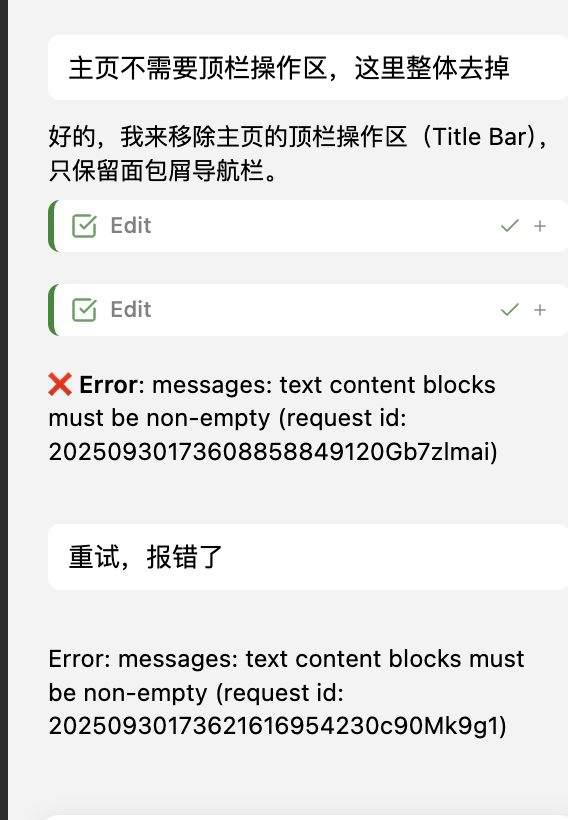 主页不需要顶栏操作区，这里整体去掉
好的，我来移除主页的顶栏操作区（Title Bar），
只保留面包屑导航栏。
Edit
Edit
❌ Error: messages: text content blocks
must be non-empty (request id:
20250930173608858849120Gb7zlmai)
重试，报错了
Error: messages: text content blocks must
be non-empty (request id:
20250930173621616954230c90Mk9g1)